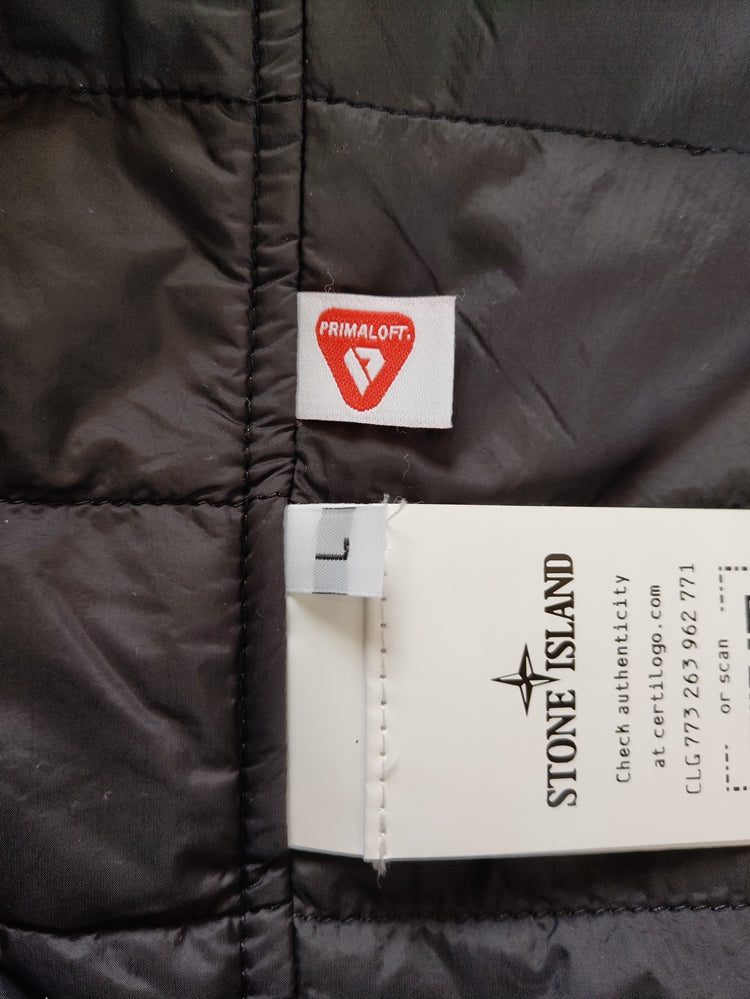 PRIMALOFT.
L
STONE ISLAND
Check authenticity
at certilogo.com
CLG 773 263 962 771
or scan